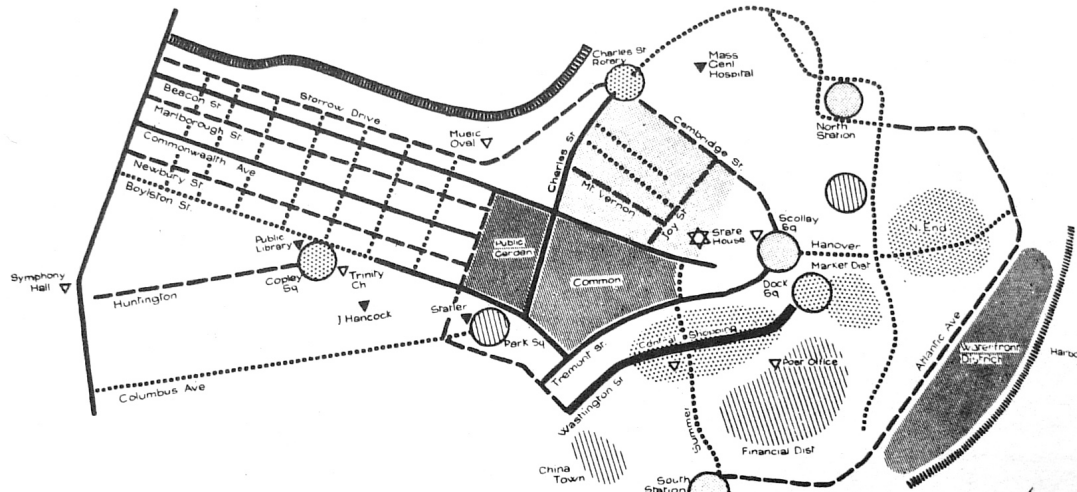 Charles St
Rotary
Mass
Genl
Hospital
North
Station
Storrow Drive
Beacon St
Marlborough St
Commonwealth Ave
Newbury St
Boylston St.
Music
Oval
Charles St
Cambridge St
Mt Vernon
Joy St
State
House
Scollay
Sq
Hanover
N. End
Market Dist
Dock
Sq
Public
Garden
Common
Public
Library
Copley
Sq
Trinity
Ch
Symphony
Hall
Huntington
J Hancock
Statler
Park Sq
Columbus Ave
Tremont St.
Washington St
Central Shopping
Post Office
Atlantic Ave
Waterfront
District
Summer
Financial Dist
China
Town
South
Station